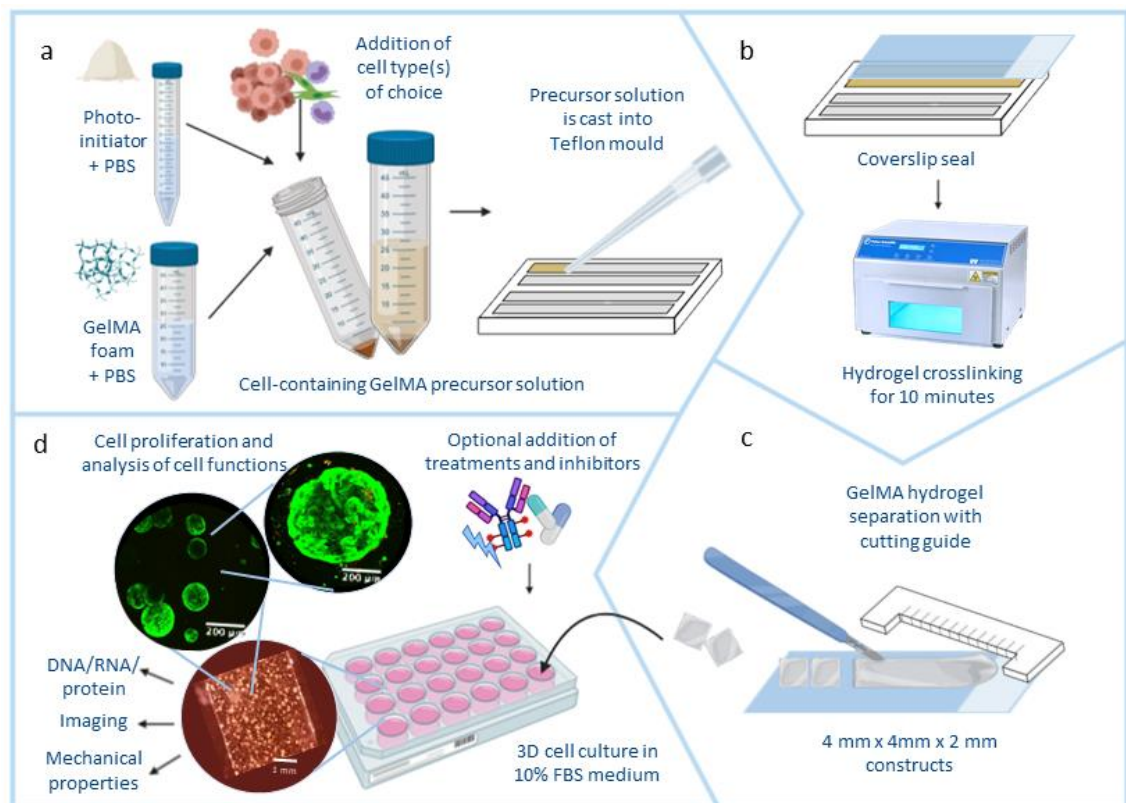 a
Photo-
initiator
+ PBS
Addition of
cell type(s)
of choice
Precursor solution
is cast into
Teflon mould
GelMA
foam
+ PBS
Cell-containing GelMA precursor solution
b
Coverslip seal
Hydrogel crosslinking
for 10 minutes
c
GelMA hydrogel
separation with
cutting guide
4 mm x 4mm x 2 mm
constructs
d
Cell proliferation and
analysis of cell functions
Optional addition of
treatments and inhibitors
200 µm
200 µm
DNA/RNA/
protein
Imaging
Mechanical
properties
1 mm
3D cell culture in
10% FBS medium